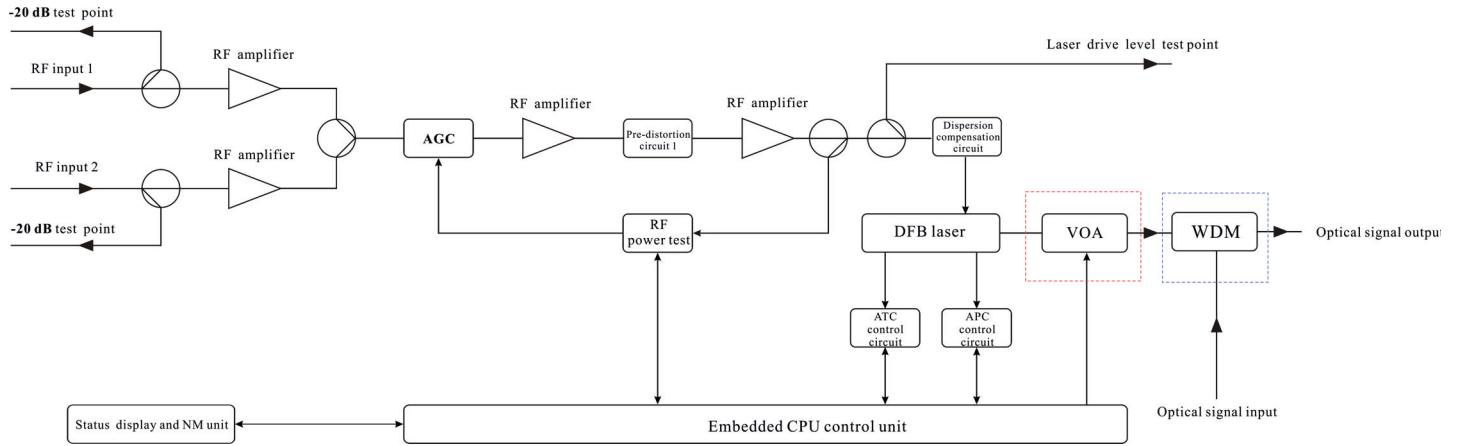 -20 dB test point
RF amplifier
RF input 1
Laser drive level test point
RF amplifier
RF amplifier
AGC
Pre-distortion
circuit 1
Dispersion
compensation
circuit
RF amplifier
RF input 2
-20 dB test point
RF
power test
DFB laser
VOA
WDM
Optical signal output
ATC
control
circuit
APC
control
circuit
Optical signal input
Status display and NM unit
Embedded CPU control unit